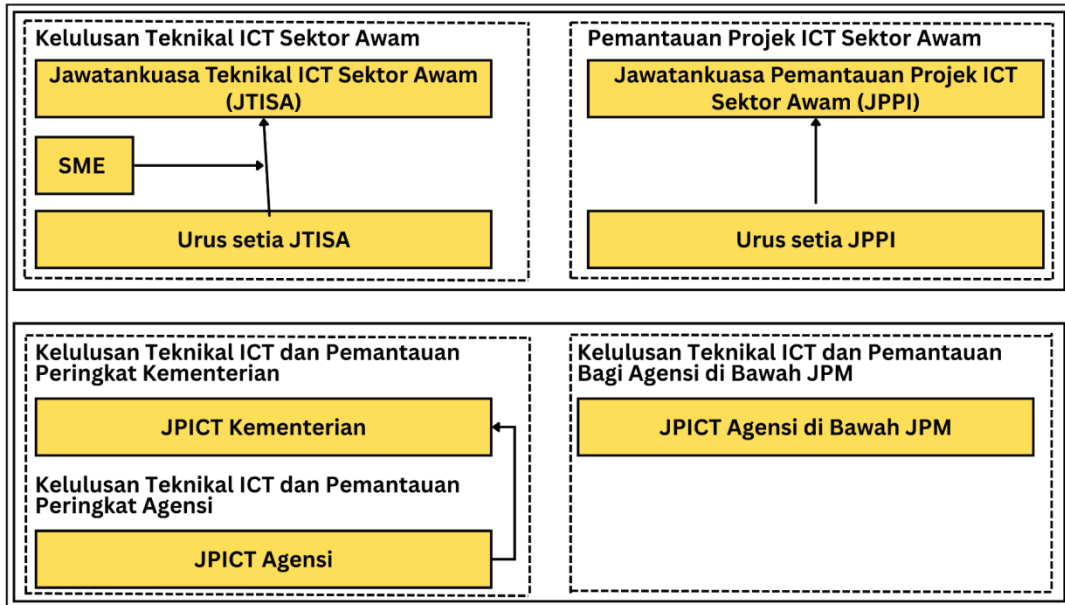 Kelulusan Teknikal ICT Sektor Awam
Jawatankuasa Teknikal ICT Sektor Awam
(JTISA)
SME
Urus setia JTISA
Pemantauan Projek ICT Sektor Awam
Jawatankuasa Pemantauan Projek ICT
Sektor Awam (JPPI)
Urus setia JPPI
Kelulusan Teknikal ICT dan Pemantauan
Peringkat Kementerian
JPICT Kementerian
Kelulusan Teknikal ICT dan Pemantauan
Peringkat Agensi
JPICT Agensi
Kelulusan Teknikal ICT dan Pemantauan
Bagi Agensi di Bawah JPM
JPICT Agensi di Bawah JPM